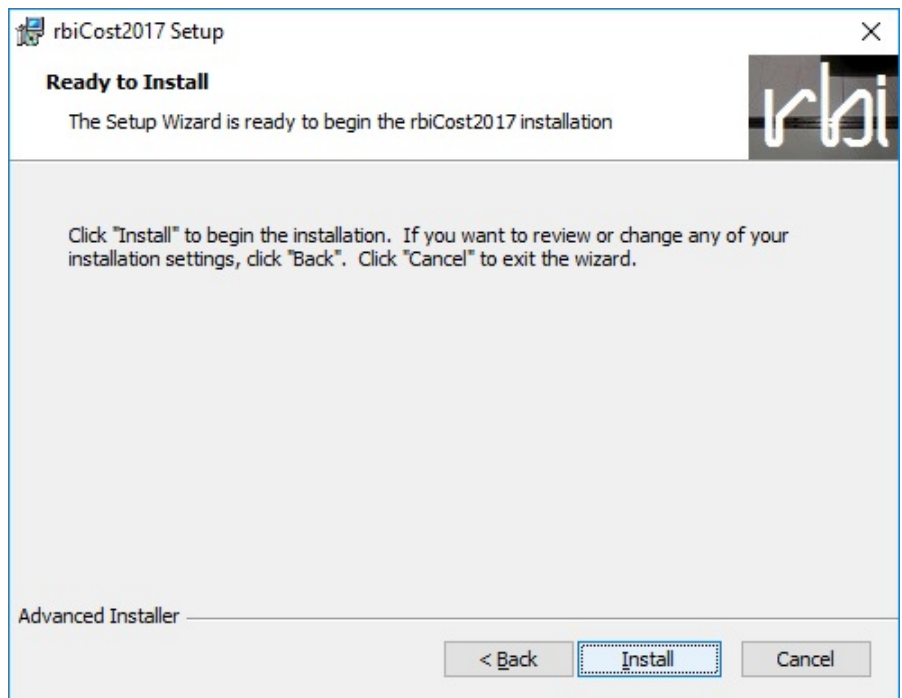 rbiCost2017 Setup
Ready to Install
The Setup Wizard is ready to begin the rbiCost2017 installation
rbi
Click "Install" to begin the installation.  If you want to review or change any of your
installation settings, click "Back".  Click "Cancel" to exit the wizard.
Advanced Installer
< Back
Install
Cancel